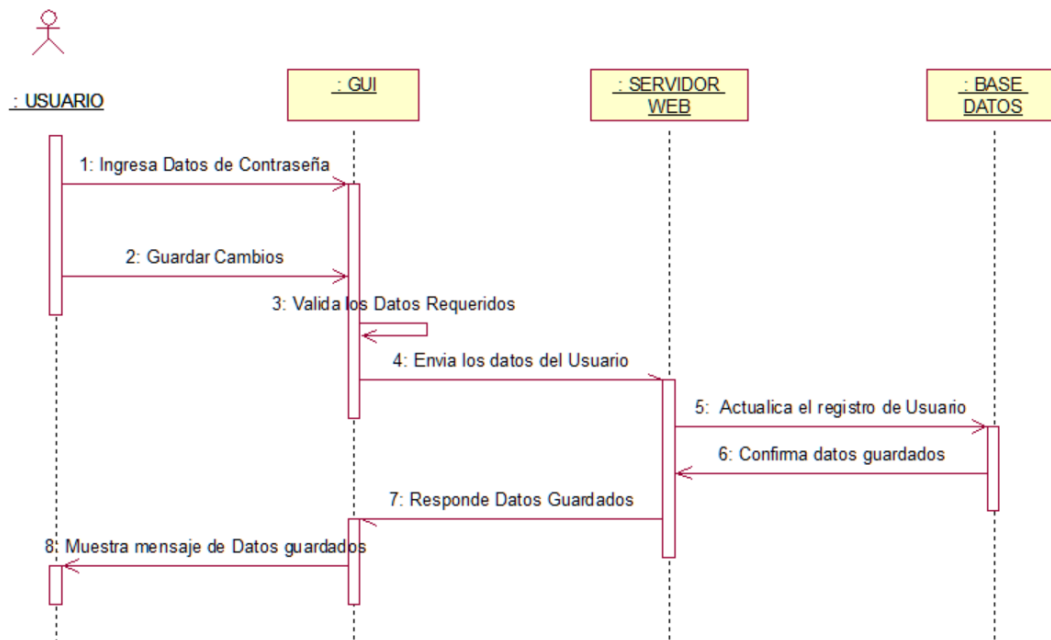 : USUARIO
: GUI
: SERVIDOR
WEB
: BASE
DATOS
1: Ingresa Datos de Contraseña
2: Guardar Cambios
3: Valida los Datos Requeridos
4: Envia los datos del Usuario
5: Actualica el registro de Usuario
6: Confirma datos guardados
7: Responde Datos Guardados
8: Muestra mensaje de Datos guardados